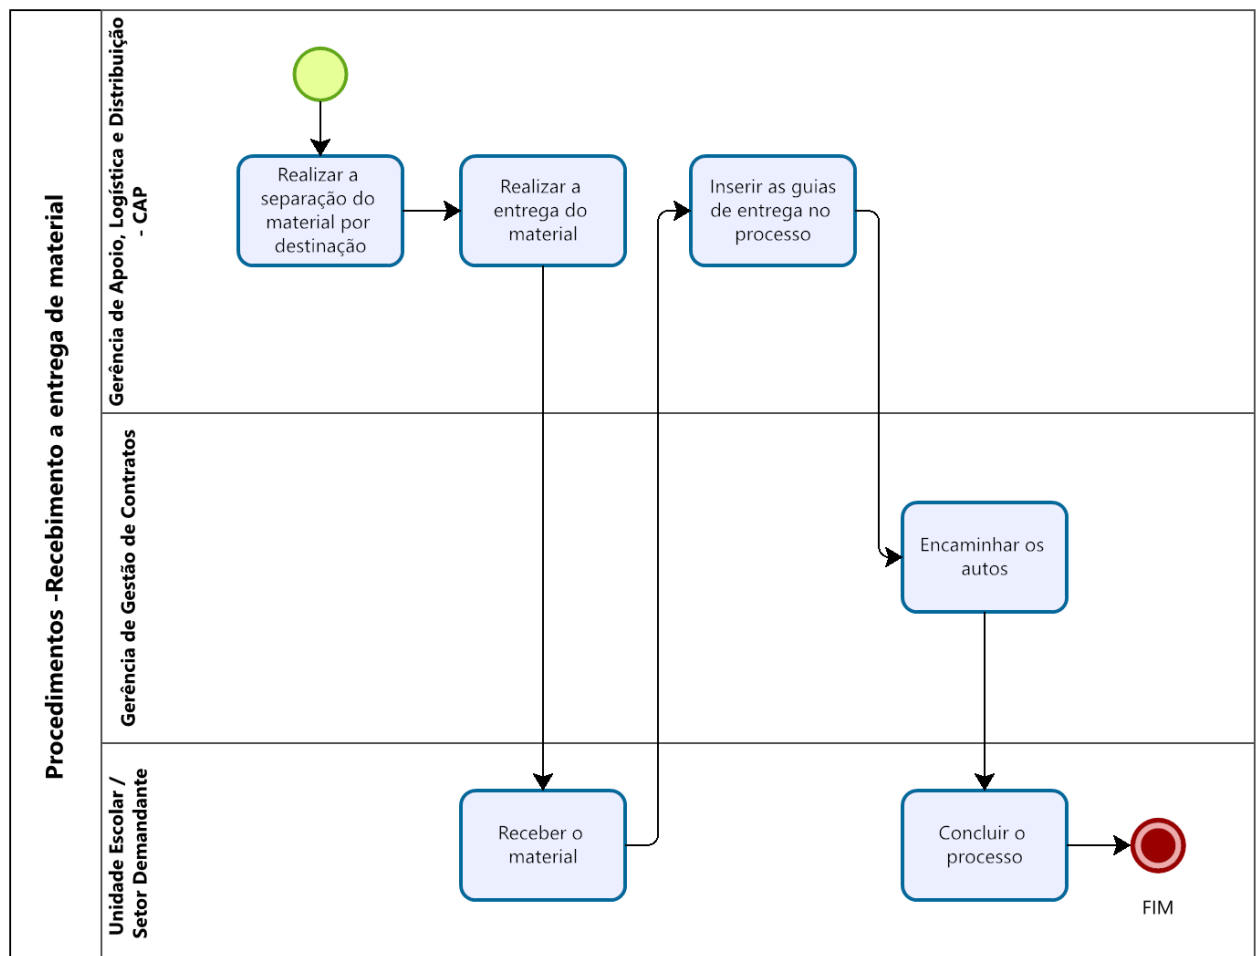 Procedimentos -Recebimento a entrega de material
Gerência de Apoio, Logística e Distribuição
- CAP
Realizar a
separação do
material por
destinação
Realizar a
entrega do
material
Inserir as guias
de entrega no
processo
Gerência de Gestão de Contratos
Encaminhar os
autos
Unidade Escolar /
Setor Demandante
Receber o
material
Concluir o
processo
FIM